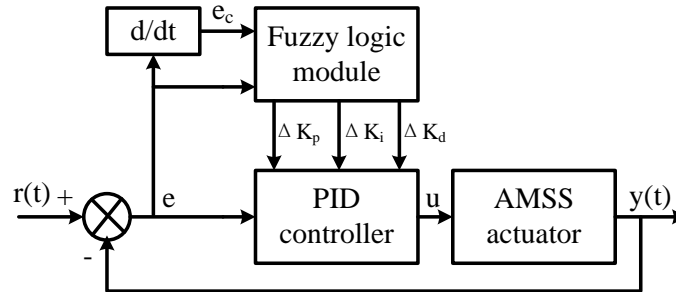 d/dt
e_c
Fuzzy logic
module
Δ K_p
Δ K_i
Δ K_d
r(t)
+
-
e
PID
controller
u
AMSS
actuator
y(t)